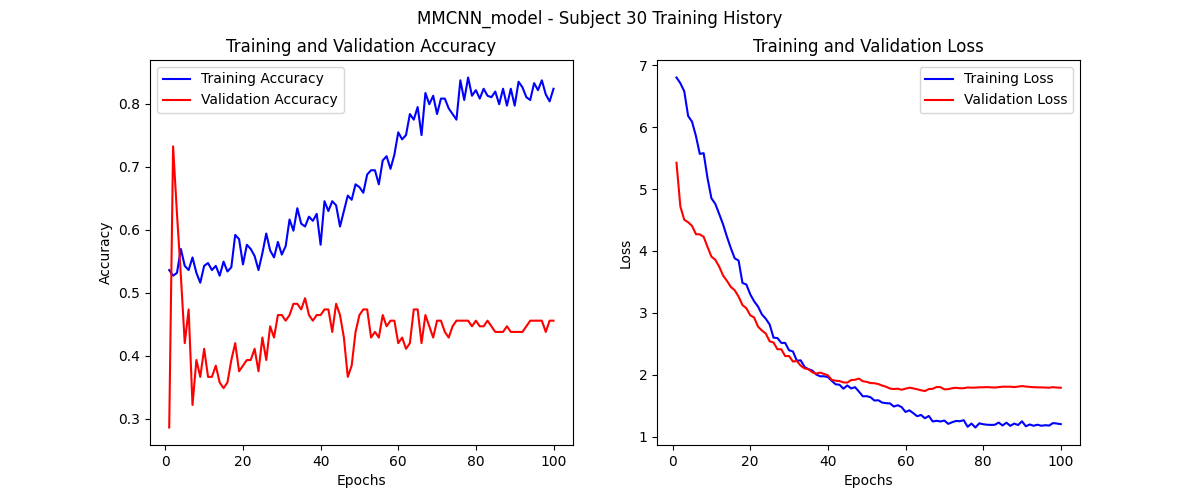 MMCNN_model - Subject 30 Training History
Training and Validation Accuracy
Training Accuracy
Validation Accuracy
0.8
0.7
0.6
0.5
0.4
0.3
Accuracy
0 20 40 60 80 100
Epochs
Training and Validation Loss
Training Loss
Validation Loss
7
6
5
4
3
2
1
Loss
0 20 40 60 80 100
Epochs